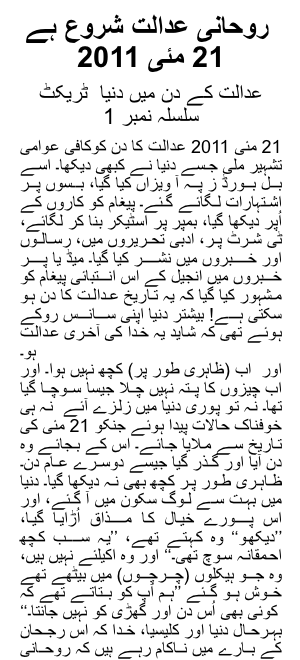 روحانی عدالت شروع ہے
21 مئی 2011
عدالت کے دن میں دنیا ٹریکٹ
سلسلہ نمبر 1
21 مئی 2011 عدالت کا دن کوکافی عوامی
تشہیر ملی جسے دنیا نے کبھی دیکھا۔ اسے
بل بورڈ ز پہ آ ویزاں کیا گیا، بسوں پر
اشتہارات لگائے گئے۔ پیغام کو کاروں کے
اُپر دیکھا گیا، بمپر پر اسٹیکر بنا کر لگائے،
ٹی شرٹ پر، ادبی تحریروں میں، رسالوں
اور خبروں میں نشر کیا گیا۔ میڈ یا پر
خبروں میں انجیل کے اس انتباتی پیغام کو
مشہور کیا گیا کہ یہ تاریخ عدالت کا دن ہو
سکتی ہے! بیشتر دنیا اپنی سانس روکے
ہوئے تھی کہ شاید یہ خدا کی آخری عدالت
ہو۔
اور اب (ظاہری طور پر) کچھ نہیں ہوا۔ اور
اب چیزوں کا پتہ نہیں چلا جیسا سوچا گیا
تھا۔ نہ تو پوری دنیا میں زلزے آئے نہ ہی
خوفناک حالات پیدا ہوئے جنکو 21 مئی کی
تاریخ سے ملایا جائے۔ اس کے بجائے وہ
دن آیا اور گذر گیا جیسے دوسرے عام دن۔
ظاہری طور پر کچھ بھی نہ دیکھا گیا۔ دنیا
میں بہت سے لوگ سکون میں آ گئے، اور
اس پورے خیال کا مذاق اُڑایا گیا،
’’دیکھو‘‘ وہ کہتے تھے، ’’یہ سب کچھ
احمقانہ سوچ تھی۔‘‘ اور وہ اکیلئے نہیں ہیں،
وہ جو ہیکلوں (چرچوں) میں بیٹھے تھے
خوش ہو گئے ’’ہم آپ کو بتاتے تھے کہ
کوئی بھی اُس دن اور گھڑی کو نہیں جانتا۔‘‘
بہرحال دنیا اور کلیسیا، خدا کہ اس رجحان
کے بارے میں ناکام رہے ہیں کہ روحانی